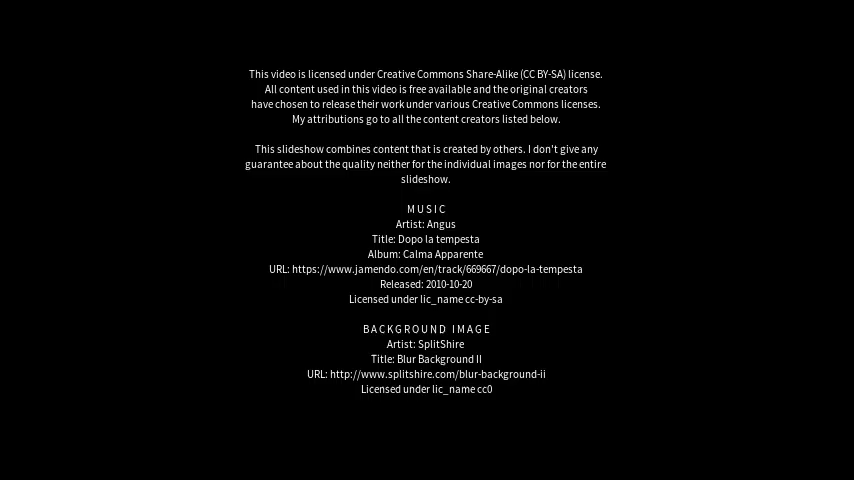 This video is licensed under Creative Commons Share-Alike (CC BY-SA) license.
All content used in this video is free available and the original creators
have chosen to release their work under various Creative Commons licenses.
My attributions go to all the content creators listed below.
This slideshow combines content that is created by others. I don't give any
guarantee about the quality neither for the individual images nor for the entire
slideshow.
MUSIC
Artist: Angus
Title: Dopo la tempesta
Album: Calma Apparente
URL: https://www.jamendo.com/en/track/669667/dopo-la-tempesta
Released: 2010-10-20
Licensed under lic_name cc-by-sa
BACKGROUND IMAGE
Artist: SplitShire
Title: Blur Background II
URL: http://www.splitshire.com/blur-background-ii
Licensed under lic_name cc0